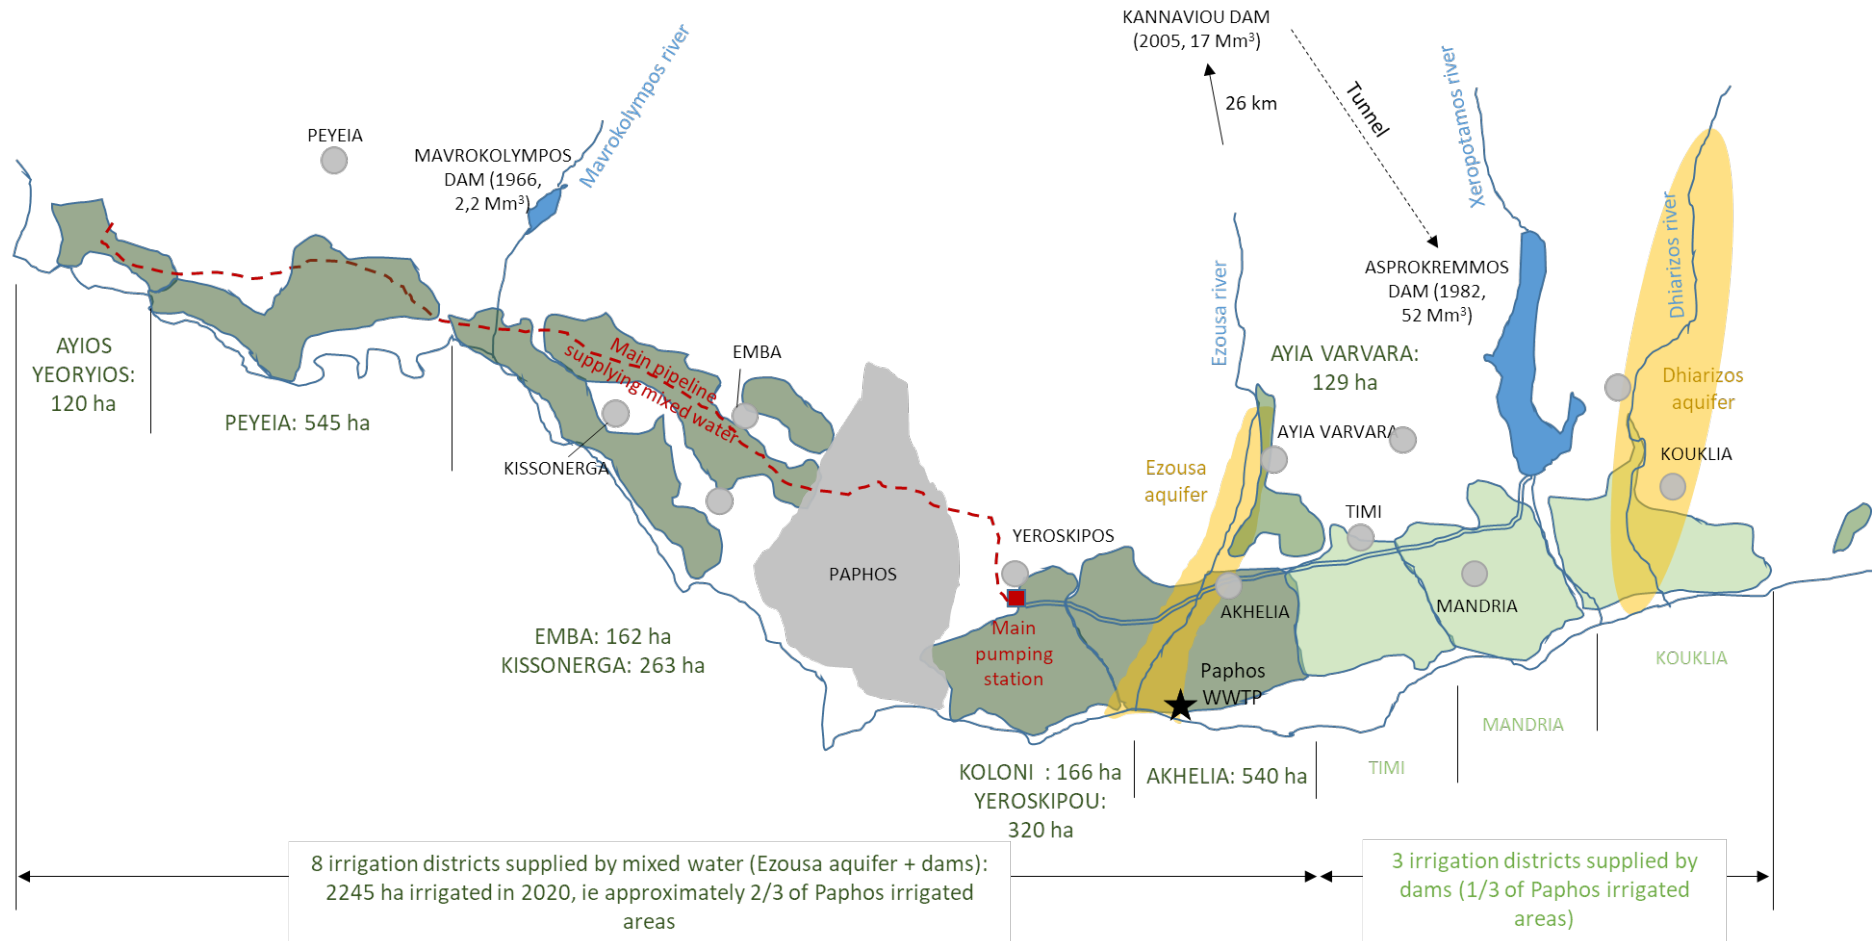 KANNAVIOU DAM
(2005, 17 Mm³)
26 km
Tunnel
Xeropotamos river
Mavrokolympos river
PEYEIA
MAVROKOLYMPOS
DAM (1966,
2,2 Mm³)
Ezousa river
Dhiarizos river
ASPROKREMMOS
DAM (1982,
52 Mm³)
AYIOS
YEORYIOS:
120 ha
PEYEIA: 545 ha
Main pipeline
supplying mixed water
EMBA
KISSONERGA
AYIA VARVARA:
129 ha
Dhiarizos
aquifer
AYIA VARVARA
KOUKLIA
Ezousa
aquifer
TIMI
YEROSKIPOS
PAPHOS
AKHELIA
MANDRIA
Main
pumping
station
EMBA: 162 ha
KISSONERGA: 263 ha
Paphos
WWTP
KOUKLIA
MANDRIA
TIMI
KOLONI : 166 ha
YEROSKIPOU:
320 ha
AKHELIA: 540 ha
8 irrigation districts supplied by mixed water (Ezousa aquifer + dams):
2245 ha irrigated in 2020, ie approximately 2/3 of Paphos irrigated
areas
3 irrigation districts supplied by
dams (1/3 of Paphos irrigated
areas)